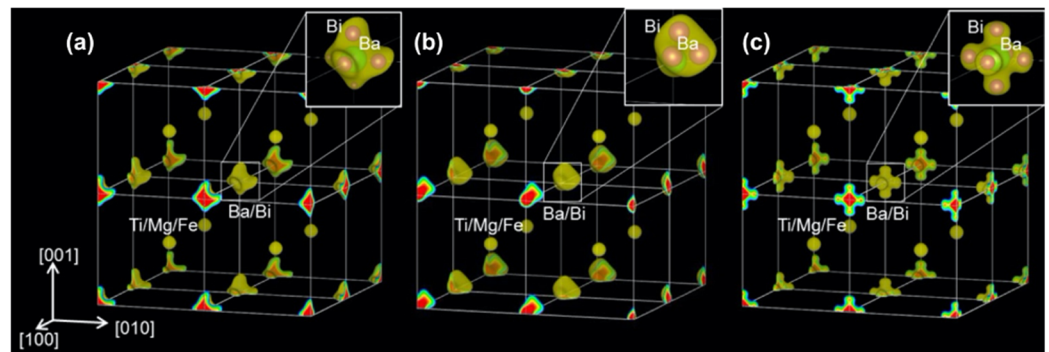 (a)
Bi
Ba
(b)
Bi
Ba
(c)
Bi
Ba
Ti/Mg/Fe
Ba/Bi
Ti/Mg/Fe
Ba/Bi
Ti/Mg/Fe
Ba/Bi
[001]
[010]
[100]